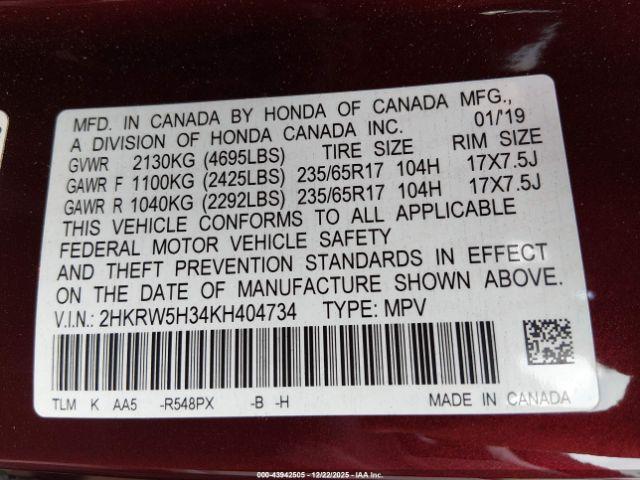 MFD. IN CANADA BY HONDA OF CANADA MFG.,
A DIVISION OF HONDA CANADA INC. 01/'19
GVWR 2130KG (4695LBS) TIRE SIZE RIM SIZE
GAWR F 1100KG (2425LBS) 235/65R17 104H 17X7.5J
GAWR R 1040KG (2292LBS) 235/65R17 104H 17X7.5J
THIS VEHICLE CONFORMS TO ALL APPLICABLE
FEDERAL MOTOR VEHICLE SAFETY
AND THEFT PREVENTION STANDARDS IN EFFECT
ON THE DATE OF MANUFACTURE SHOWN ABOVE.
V.I.N.: 2HKRW5H34KH404734 TYPE: MPV
TLM K AA5 -R548PX -B -H MADE IN CANADA
000-43942505 - 12/22/2025 - IAA Inc.